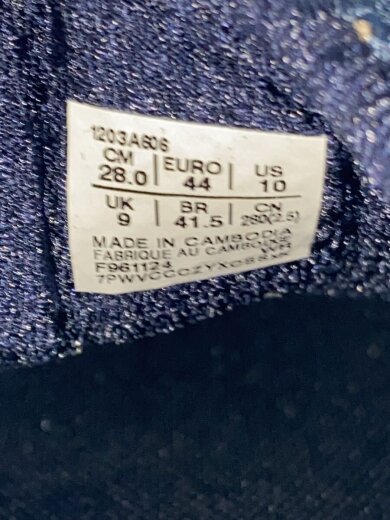 1203A606
CM EURO US
28.0 44 10
UK BR CN
9 41.5 280(2.5)
MADE IN CAMBODIA
FABRIQUE AU CAMBODGE
F961124